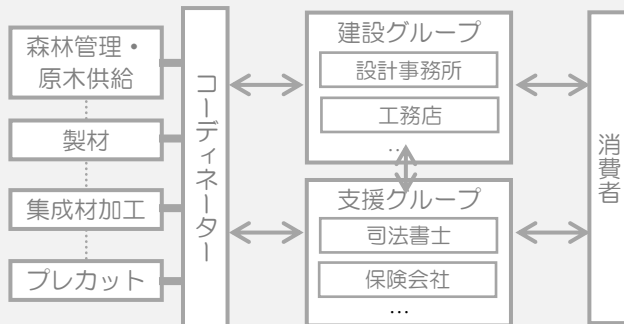 森林管理・
原木供給
製材
集成材加工
プレカット
コーディネーター
建設グループ
設計事務所
工務店
…
支援グループ
司法書士
保険会社
…
消費者